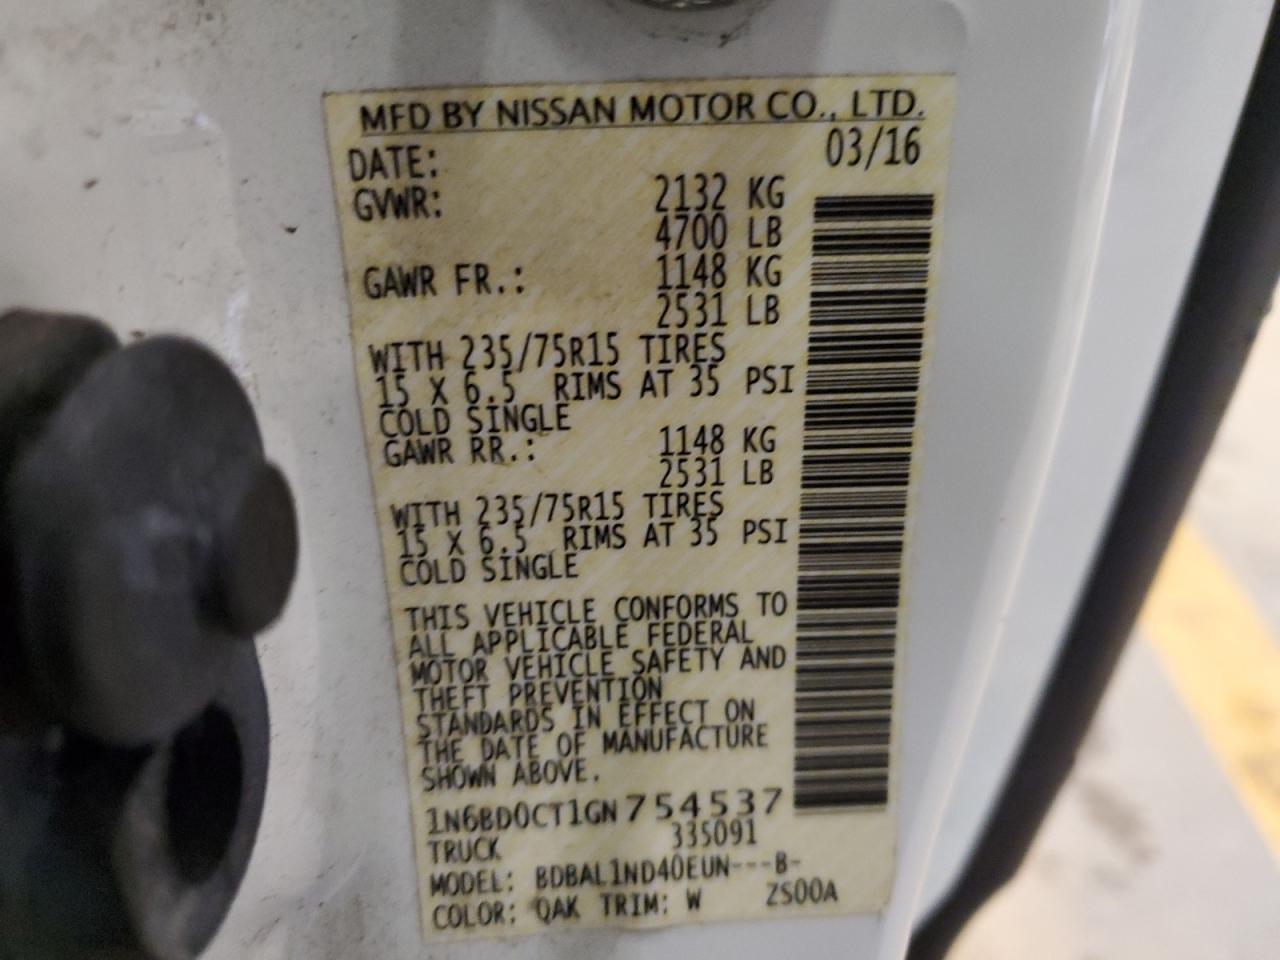 MFD BY NISSAN MOTOR CO., LTD.
DATE: 03/16
GVWR: 2132 KG
4700 LB
GAWR FR.: 1148 KG
2531 LB
WITH 235/75R15 TIRES
15 X 6.5 RIMS AT 35 PSI
COLD SINGLE
GAWR RR.: 1148 KG
2531 LB
WITH 235/75R15 TIRES
15 X 6.5 RIMS AT 35 PSI
COLD SINGLE
THIS VEHICLE CONFORMS TO
ALL APPLICABLE FEDERAL
MOTOR VEHICLE SAFETY AND
THEFT PREVENTION
STANDARDS IN EFFECT ON
THE DATE OF MANUFACTURE
SHOWN ABOVE.
1N6BD0CT1GN754537
TRUCK 335091
MODEL: BDBAL1ND40EUN---B-
COLOR: QAK TRIM: W ZS00A